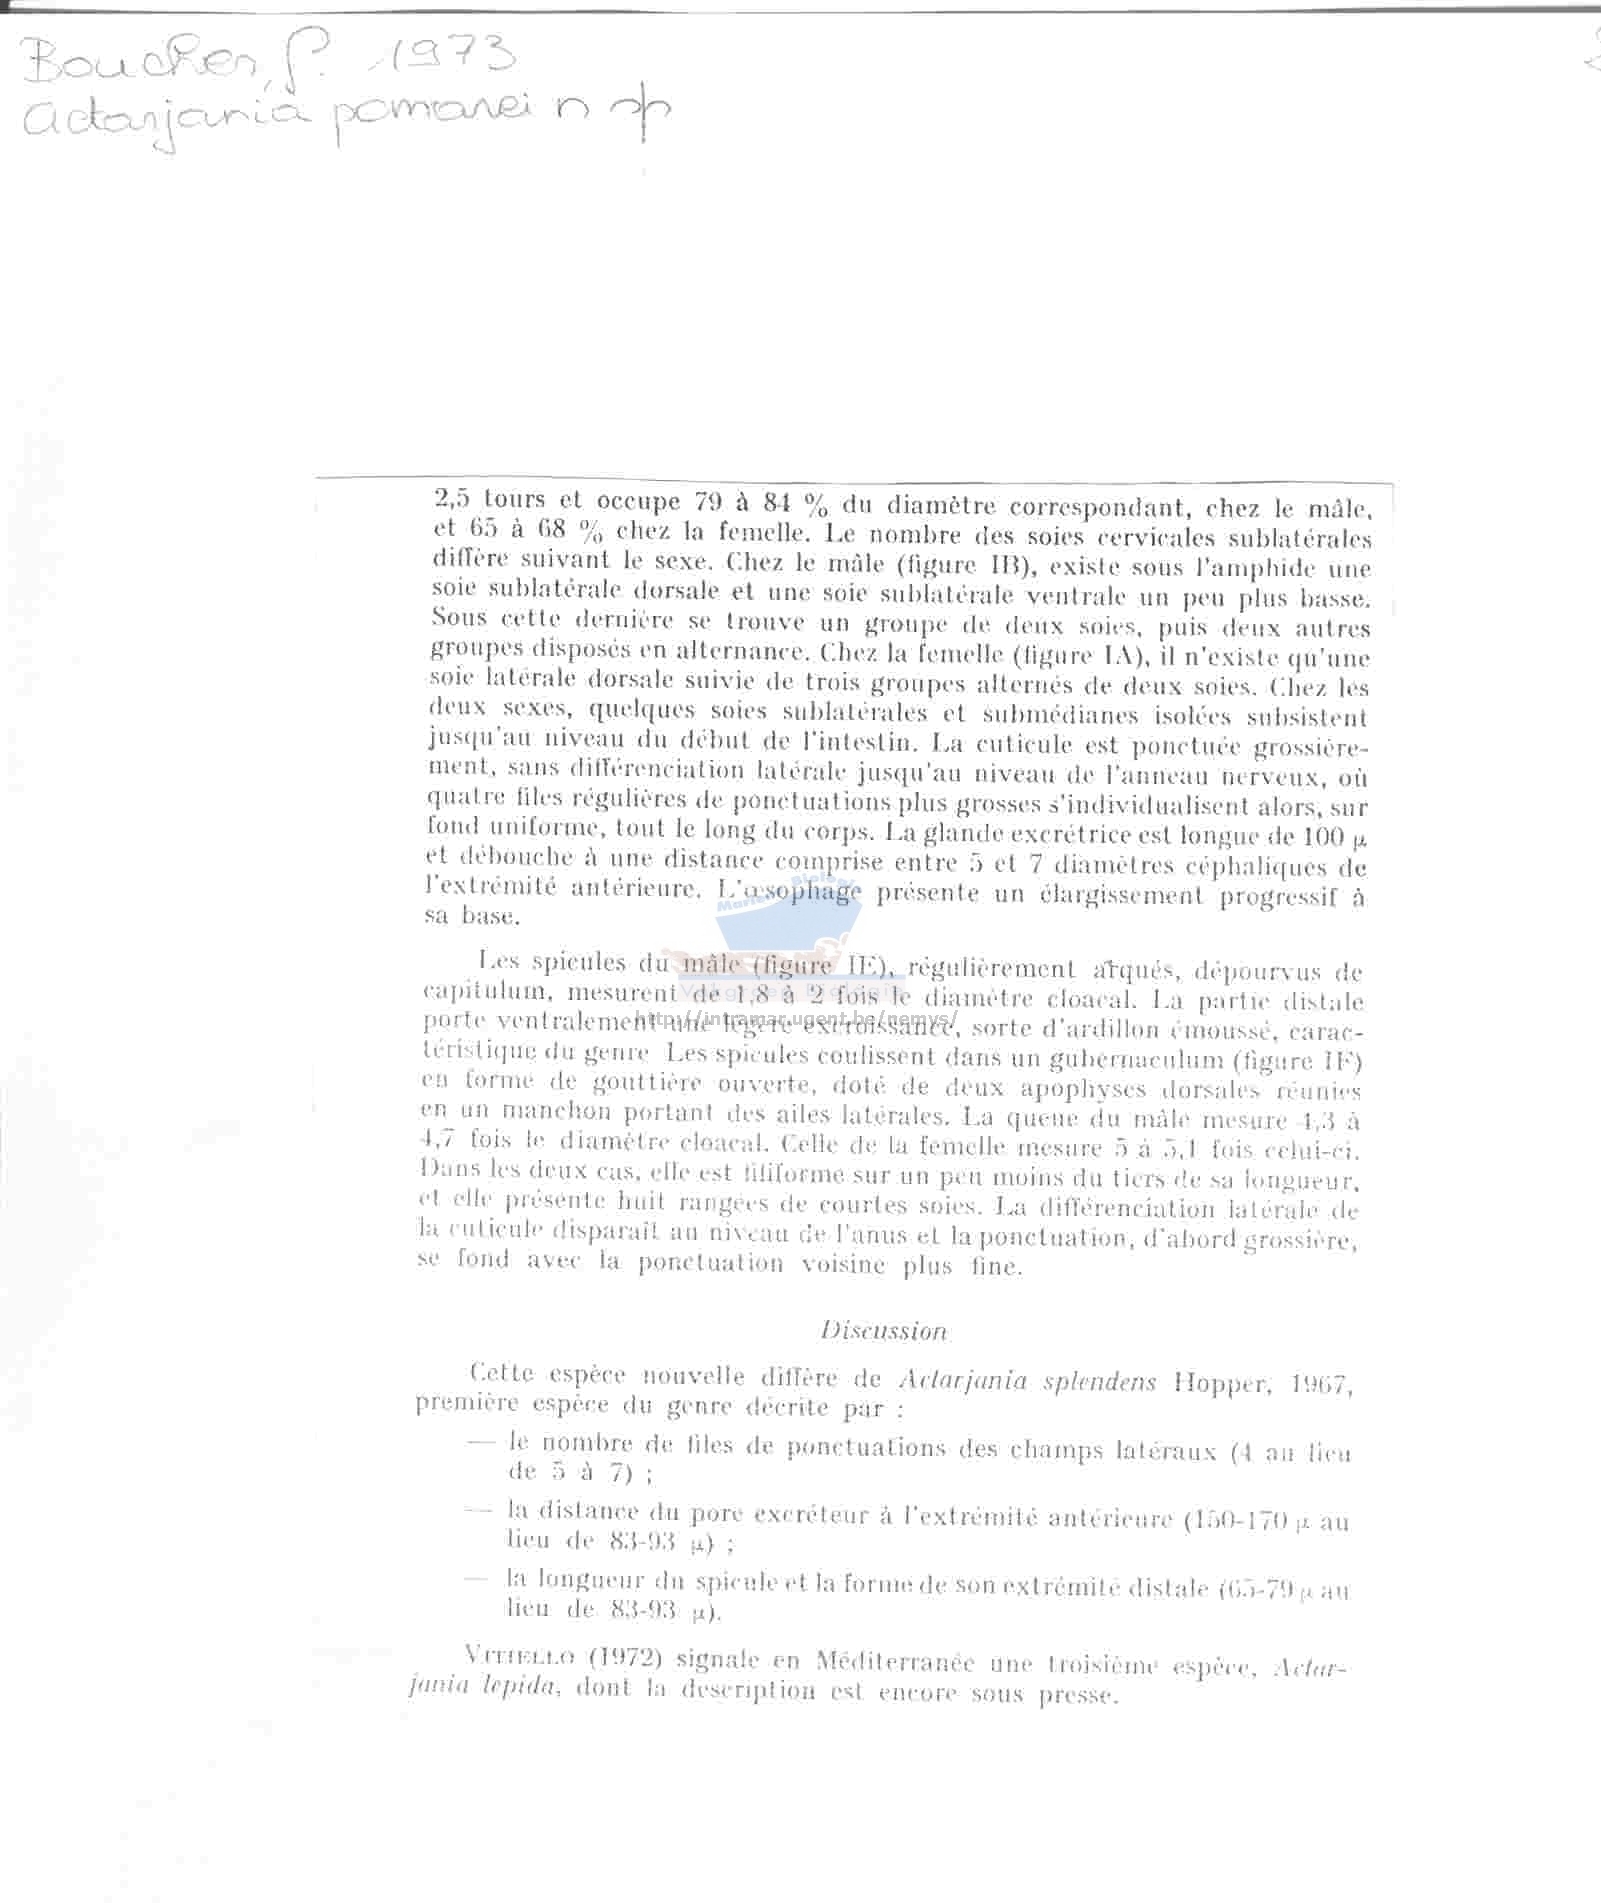 Boucher, G. 1973
Actarjania pomarei n sp
2,5 tours et occupe 79 à 84 % du diamètre correspondant, chez le mâle,
et 65 à 68 % chez la femelle. Le nombre des soies cervicales sublatérales
diffère suivant le sexe. Chez le mâle (figure IB), existe sous l'amphide une
soie sublatérale dorsale et une soie sublatérale ventrale un peu plus basse.
Sous cette dernière se trouve un groupe de deux soies, puis deux autres
groupes disposés en alternance. Chez la femelle (figure IA), il n'existe qu'une
soie latérale dorsale suivie de trois groupes alternés de deux soies. Chez les
deux sexes, quelques soies sublatérales et submédianes isolées subsistent
jusqu'au niveau du début de l'intestin. La cuticule est ponctuée grossière-
ment, sans différenciation latérale jusqu'au niveau de l'anneau nerveux, où
quatre files régulières de ponctuations plus grosses s'individualisent alors, sur
fond uniforme, tout le long du corps. La glande excrétrice est longue de 100 µ
et débouche à une distance comprise entre 5 et 7 diamètres céphaliques de
l'extrémité antérieure. L'œsophage présente un élargissement progressif à
sa base.
Les spicules du mâle (figure IE), régulièrement arqués, dépourvus de
capitulum, mesurent de 1,8 à 2 fois le diamètre cloacal. La partie distale
porte ventralement une légère excroissance, sorte d'ardillon émoussé, carac-
téristique du genre Les spicules coulissent dans un gubernaculum (figure IF)
en forme de gouttière ouverte, doté de deux apophyses dorsales réunies
en un manchon portant des ailes latérales. La queue du mâle mesure 4,3 à
4,7 fois le diamètre cloacal. Celle de la femelle mesure 5 à 5,1 fois celui-ci.
Dans les deux cas, elle est filiforme sur un peu moins du tiers de sa longueur,
et elle présente huit rangées de courtes soies. La différenciation latérale de
la cuticule disparaît au niveau de l'anus et la ponctuation, d'abord grossière,
se fond avec la ponctuation voisine plus fine.
Marine Biologi
http://intramar.ugent.be/nemys/
Discussion
Cette espèce nouvelle diffère de Actarjania splendens Hopper, 1967,
première espèce du genre décrite par :
— le nombre de files de ponctuations des champs latéraux (4 au lieu
de 5 à 7) ;
— la distance du pore excréteur à l'extrémité antérieure (150-170 µ au
lieu de 83-93 µ) ;
— la longueur du spicule et la forme de son extrémité distale (65-79 µ au
lieu de 83-93 µ).
VITIELLO (1972) signale en Méditerranée une troisième espèce, Actar-
jania lepida, dont la description est encore sous presse.